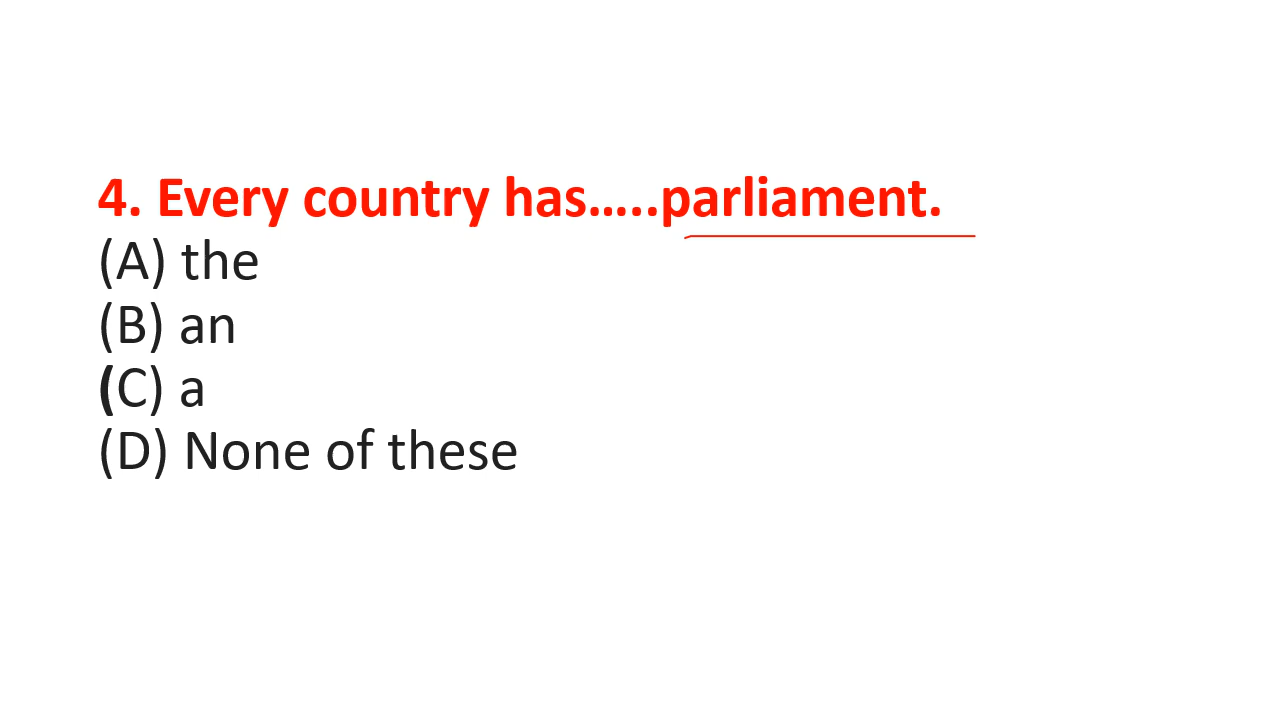 4. Every country has.....parliament.
(A) the
(B) an
(C) a
(D) None of these